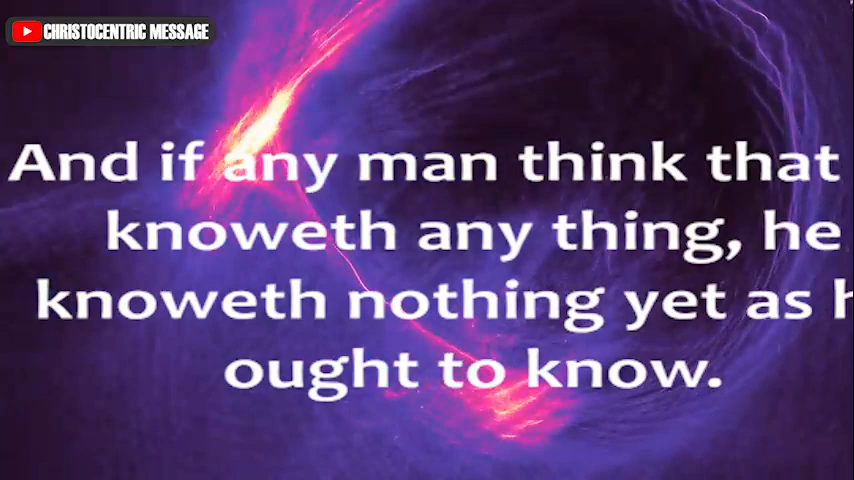 CHRISTOCENTRIC MESSAGE
And if any man think that
knoweth any thing, he
knoweth nothing yet as
ought to know.